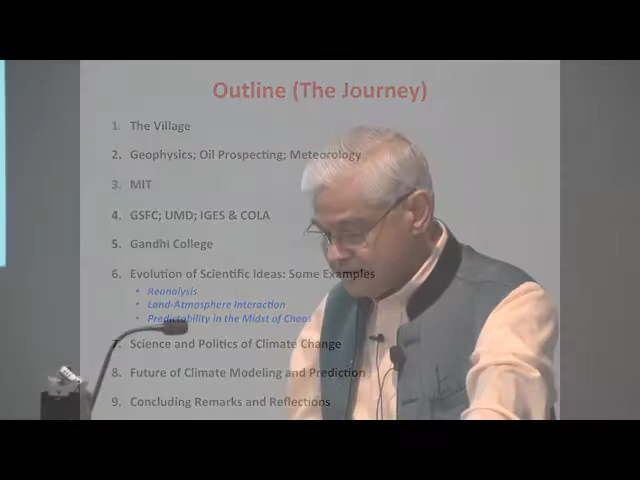 Outline (The Journey)
1. The Village
2. Geophysics; Oil Prospecting; Meteorology
3. MIT
4. GSFC; UMD; IGES & COLA
5. Gandhi College
6. Evolution of Scientific Ideas: Some Examples
• Reanalysis
• Land-Atmosphere Interaction
• Predictability in the Midst of Chaos
7. Science and Politics of Climate Change
8. Future of Climate Modeling and Prediction
9. Concluding Remarks and Reflections